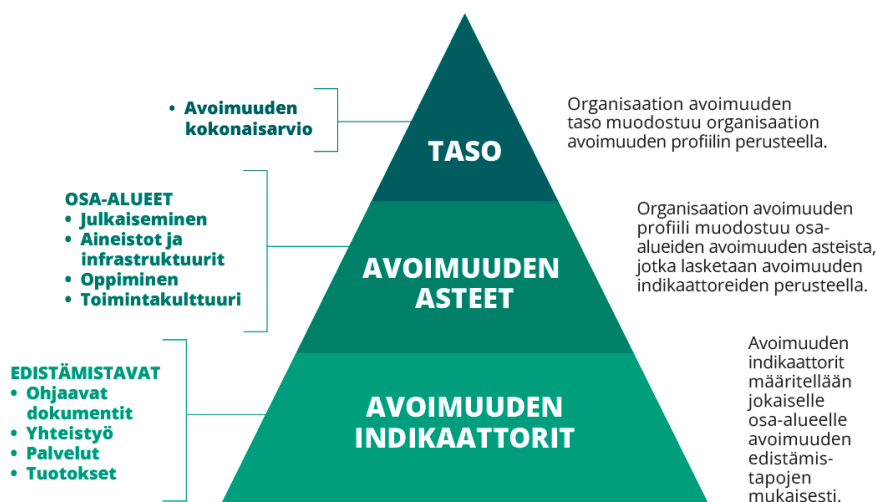 • Avoimuuden
kokonaisarvio
TASO
Organisaation avoimuuden
taso muodostuu organisaation
avoimuuden profiilin perusteella.
OSA-ALUEET
• Julkaiseminen
• Aineistot ja
infrastruktuurit
• Oppiminen
• Toimintakulttuuri
AVOIMUUDEN
ASTEET
Organisaation avoimuuden
profiili muodostuu osa-
alueiden avoimuuden asteista,
jotka lasketaan avoimuuden
indikaattoreiden perusteella.
EDISTÄMISTAVAT
• Ohjaavat
dokumentit
• Yhteistyö
• Palvelut
• Tuotokset
AVOIMUUDEN
INDIKAATTORIT
Avoimuuden
indikaattorit
määritellään
jokaiselle
osa-alueelle
avoimuuden
edistämis-
tapojen
mukaisesti.